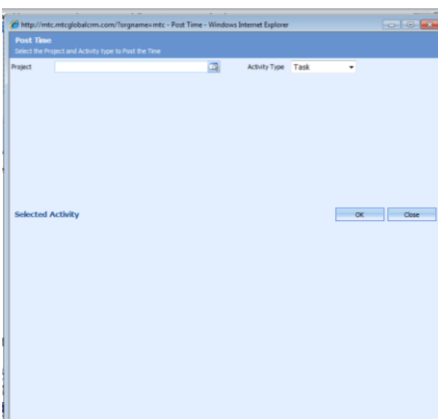 http://mtc.mtcglobalcrm.com/?orgname=mtc - Post Time - Windows Internet Explorer
Post Time
Select the Project and Activity type to Post the Time
Project
Activity Type Task
Selected Activity
OK Close